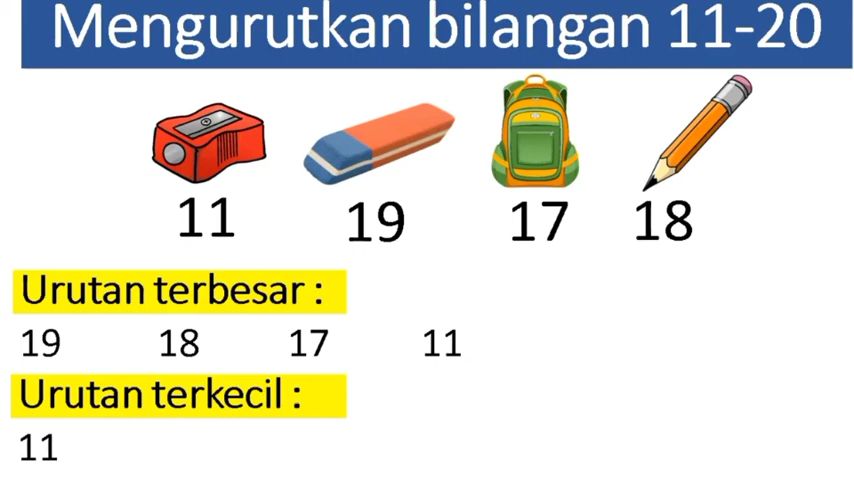 Mengurutkan bilangan 11-20
11 19 17 18
Urutan terbesar :
19 18 17 11
Urutan terkecil :
11